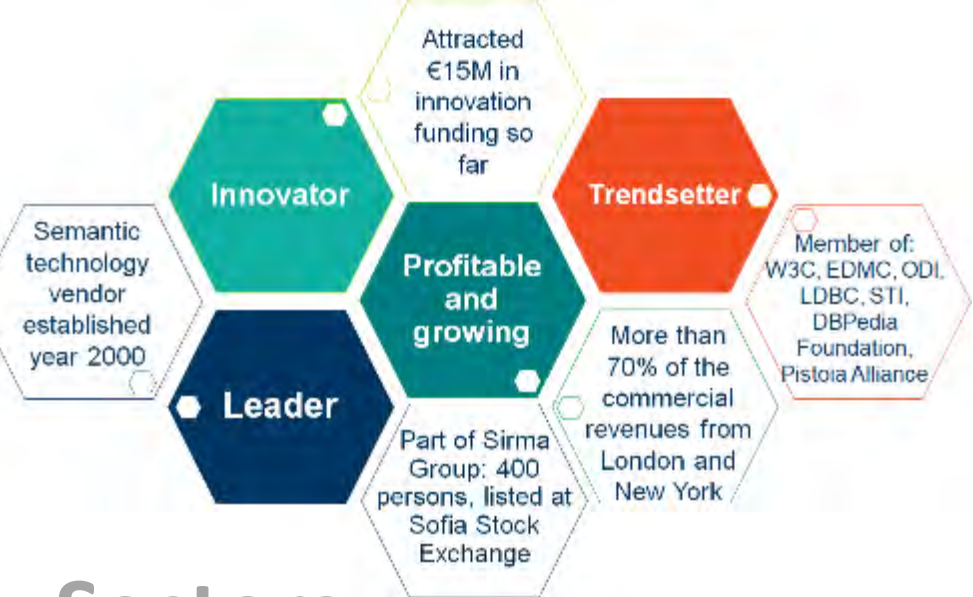 Attracted
€15M in
innovation
funding so
far
Innovator
Trendsetter
Semantic
technology
vendor
established
year 2000
Profitable
and
growing
Member of:
W3C, EDMC, ODI,
LDBC, STI,
DBPedia
Foundation,
Pistoia Alliance
Leader
More than
70% of the
commercial
revenues from
London and
New York
Part of Sirma
Group: 400
persons, listed at
Sofia Stock
Exchange